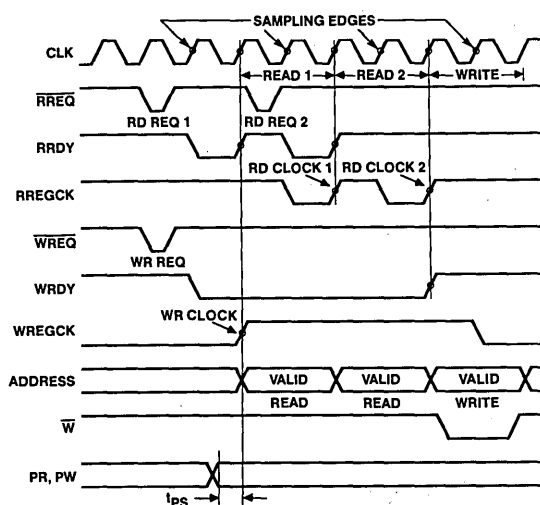 SAMPLING EDGES
CLK
READ 1 READ 2 WRITE
RREQ
RD REQ 1 RD REQ 2
RRDY
RD CLOCK 1 RD CLOCK 2
RREGCK
WREQ
WR REQ
WRDY
WR CLOCK
WREGCK
ADDRESS VALID VALID VALID
READ READ WRITE
W
PR, PW
tPS